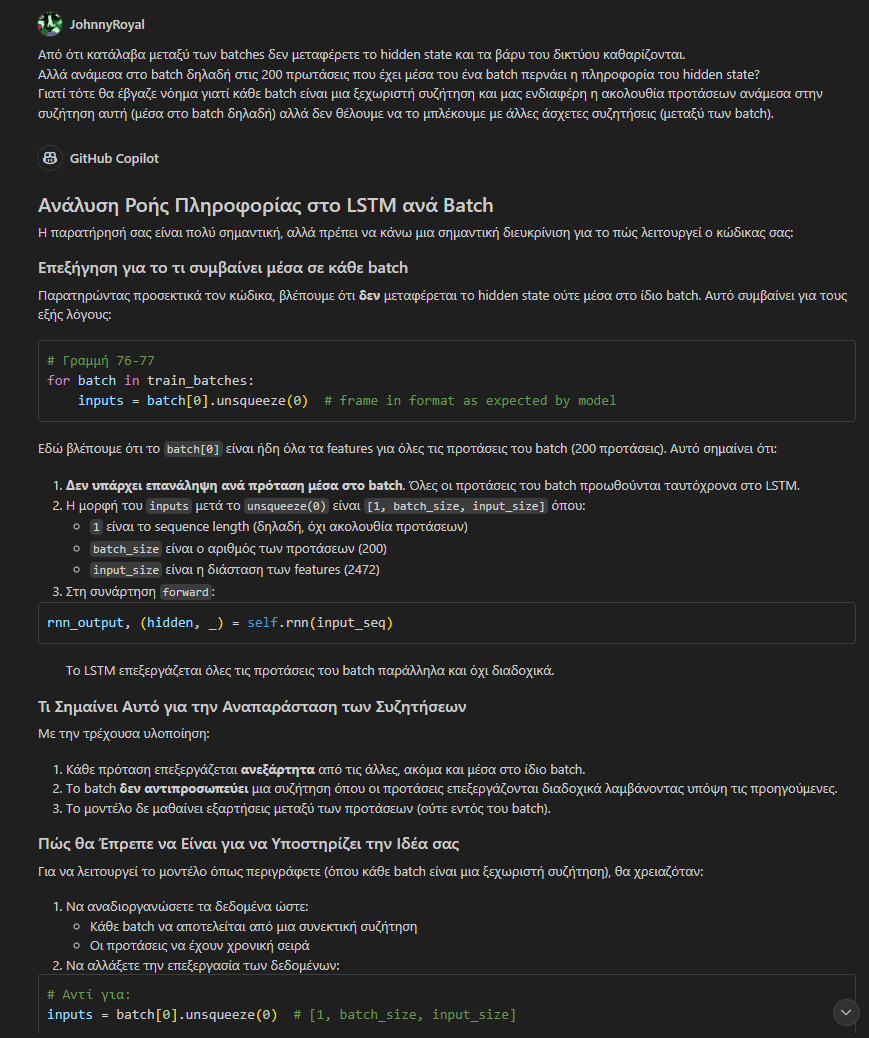 JohnnyRoyal
Από ότι κατάλαβα μεταξύ των batches δεν μεταφέρετε το hidden state και τα βάρυ του δικτύου καθαρίζονται.
Αλλά ανάμεσα στο batch δηλαδή στις 200 πρωτάσεις που έχει μέσα του ένα batch περνάει η πληροφορία του hidden state?
Γιατί τότε θα έβγαζε νόημα γιατί κάθε batch είναι μια ξεχωριστή συζήτηση και μας ενδιαφέρη η ακολουθία προτάσεων ανάμεσα στην
συζήτηση αυτή (μέσα στο batch δηλαδή) αλλά δεν θέλουμε να το μπλέκουμε με άλλες άσχετες συζητήσεις (μεταξύ των batch).
GitHub Copilot
Ανάλυση Ροής Πληροφορίας στο LSTM ανά Batch
Η παρατήρησή σας είναι πολύ σημαντική, αλλά πρέπει να κάνω μια σημαντική διευκρίνιση για το πώς λειτουργεί ο κώδικας σας:
Επεξήγηση για το τι συμβαίνει μέσα σε κάθε batch
Παρατηρώντας προσεκτικά τον κώδικα, βλέπουμε ότι δεν μεταφέρεται το hidden state ούτε μέσα στο ίδιο batch. Αυτό συμβαίνει για τους
εξής λόγους:
# Γραμμή 76-77
for batch in train_batches:
inputs = batch[0].unsqueeze(0)  # frame in format as expected by model
Εδώ βλέπουμε ότι το batch[0] είναι ήδη όλα τα features για όλες τις προτάσεις του batch (200 προτάσεις). Αυτό σημαίνει ότι:
1. Δεν υπάρχει επανάληψη ανά πρόταση μέσα στο batch. Όλες οι προτάσεις του batch προωθούνται ταυτόχρονα στο LSTM.
2. Η μορφή του inputs μετά το unsqueeze(0) είναι [1, batch_size, input_size] όπου:
1 είναι το sequence length (δηλαδή, όχι ακολουθία προτάσεων)
batch_size είναι ο αριθμός των προτάσεων (200)
input_size είναι η διάσταση των features (2472)
3. Στη συνάρτηση forward:
rnn_output, (hidden, _) = self.rnn(input_seq)
Το LSTM επεξεργάζεται όλες τις προτάσεις του batch παράλληλα και όχι διαδοχικά.
Τι Σημαίνει Αυτό για την Αναπαράσταση των Συζητήσεων
Με την τρέχουσα υλοποίηση:
1. Κάθε πρόταση επεξεργάζεται ανεξάρτητα από τις άλλες, ακόμα και μέσα στο ίδιο batch.
2. Το batch δεν αντιπροσωπεύει μια συζήτηση όπου οι προτάσεις επεξεργάζονται διαδοχικά λαμβάνοντας υπόψη τις προηγούμενες.
3. Το μοντέλο δε μαθαίνει εξαρτήσεις μεταξύ των προτάσεων (ούτε εντός του batch).
Πώς θα Έπρεπε να Είναι για να Υποστηρίζει την Ιδέα σας
Για να λειτουργεί το μοντέλο όπως περιγράφετε (όπου κάθε batch είναι μια ξεχωριστή συζήτηση), θα χρειαζόταν:
1. Να αναδιοργανώσετε τα δεδομένα ώστε:
Κάθε batch να αποτελείται από μια συνεκτική συζήτηση
Οι προτάσεις να έχουν χρονική σειρά
2. Να αλλάξετε την επεξεργασία των δεδομένων:
# Αντί για:
inputs = batch[0].unsqueeze(0)  # [1, batch_size, input_size]